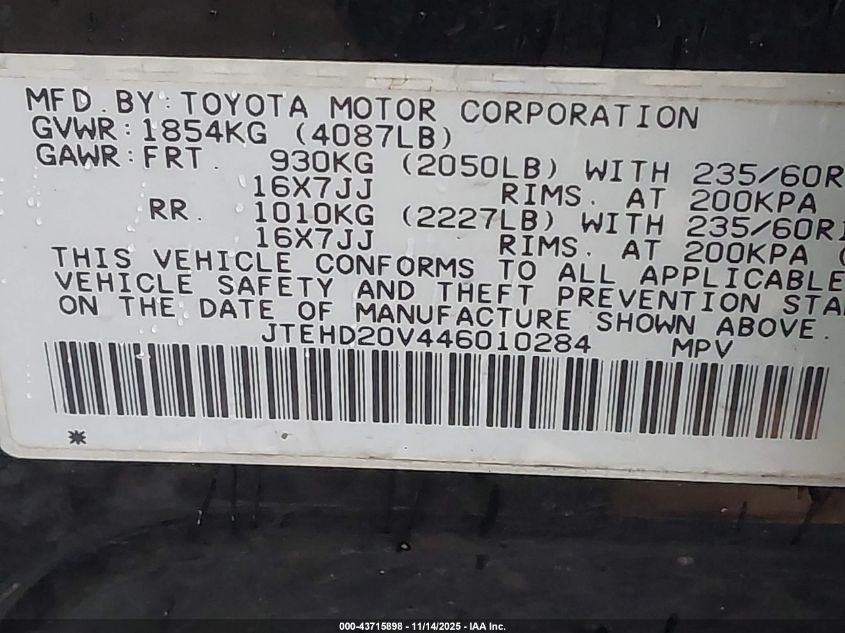 MFD. BY: TOYOTA MOTOR CORPORATION
GVWR: 1854KG (4087LB)
GAWR: FRT. 930KG (2050LB) WITH 235/60R
16X7JJ RIMS. AT 200KPA
RR. 1010KG (2227LB) WITH 235/60R1
16X7JJ RIMS. AT 200KPA (
THIS VEHICLE CONFORMS TO ALL APPLICABLE
VEHICLE SAFETY AND THEFT PREVENTION STA
ON THE DATE OF MANUFACTURE SHOWN ABOVE.
JTEHD20V446010284 MPV
000-43715898 - 11/14/2025 - IAA Inc.